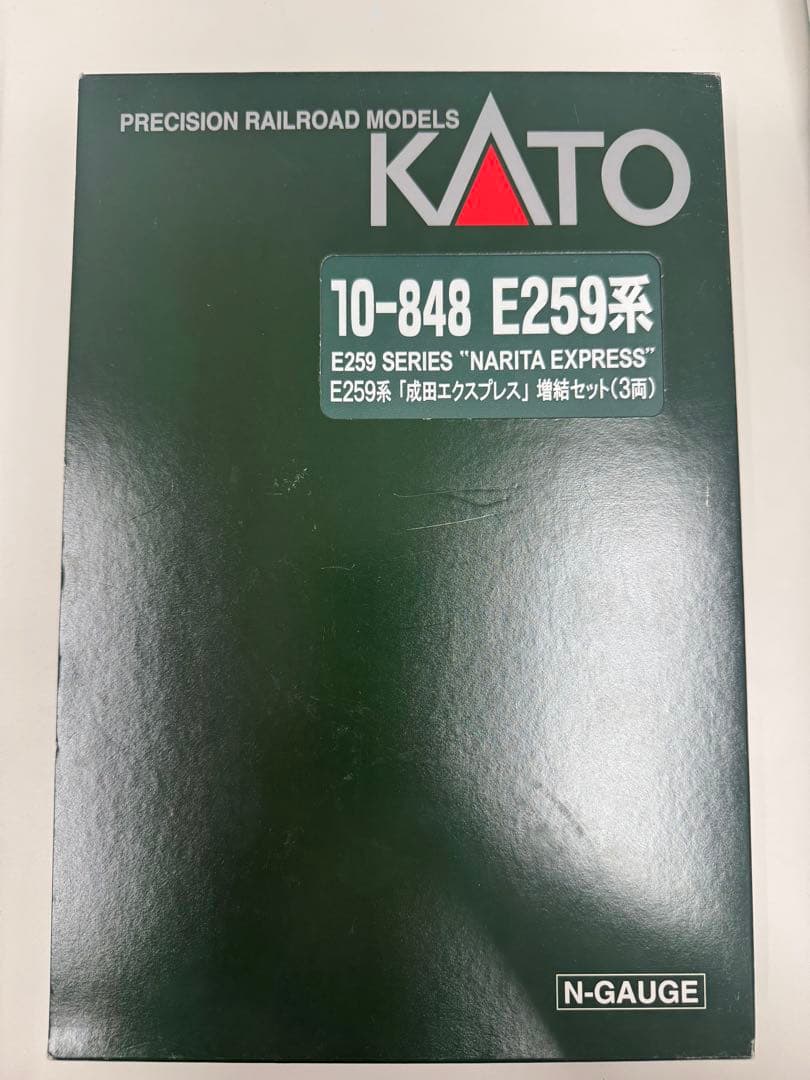 PRECISION RAILROAD MODELS
KATO
10-848 E259系
E259 SERIES "NARITA EXPRESS"
E259系「成田エクスプレス」増結セット(3両)
N-GAUGE